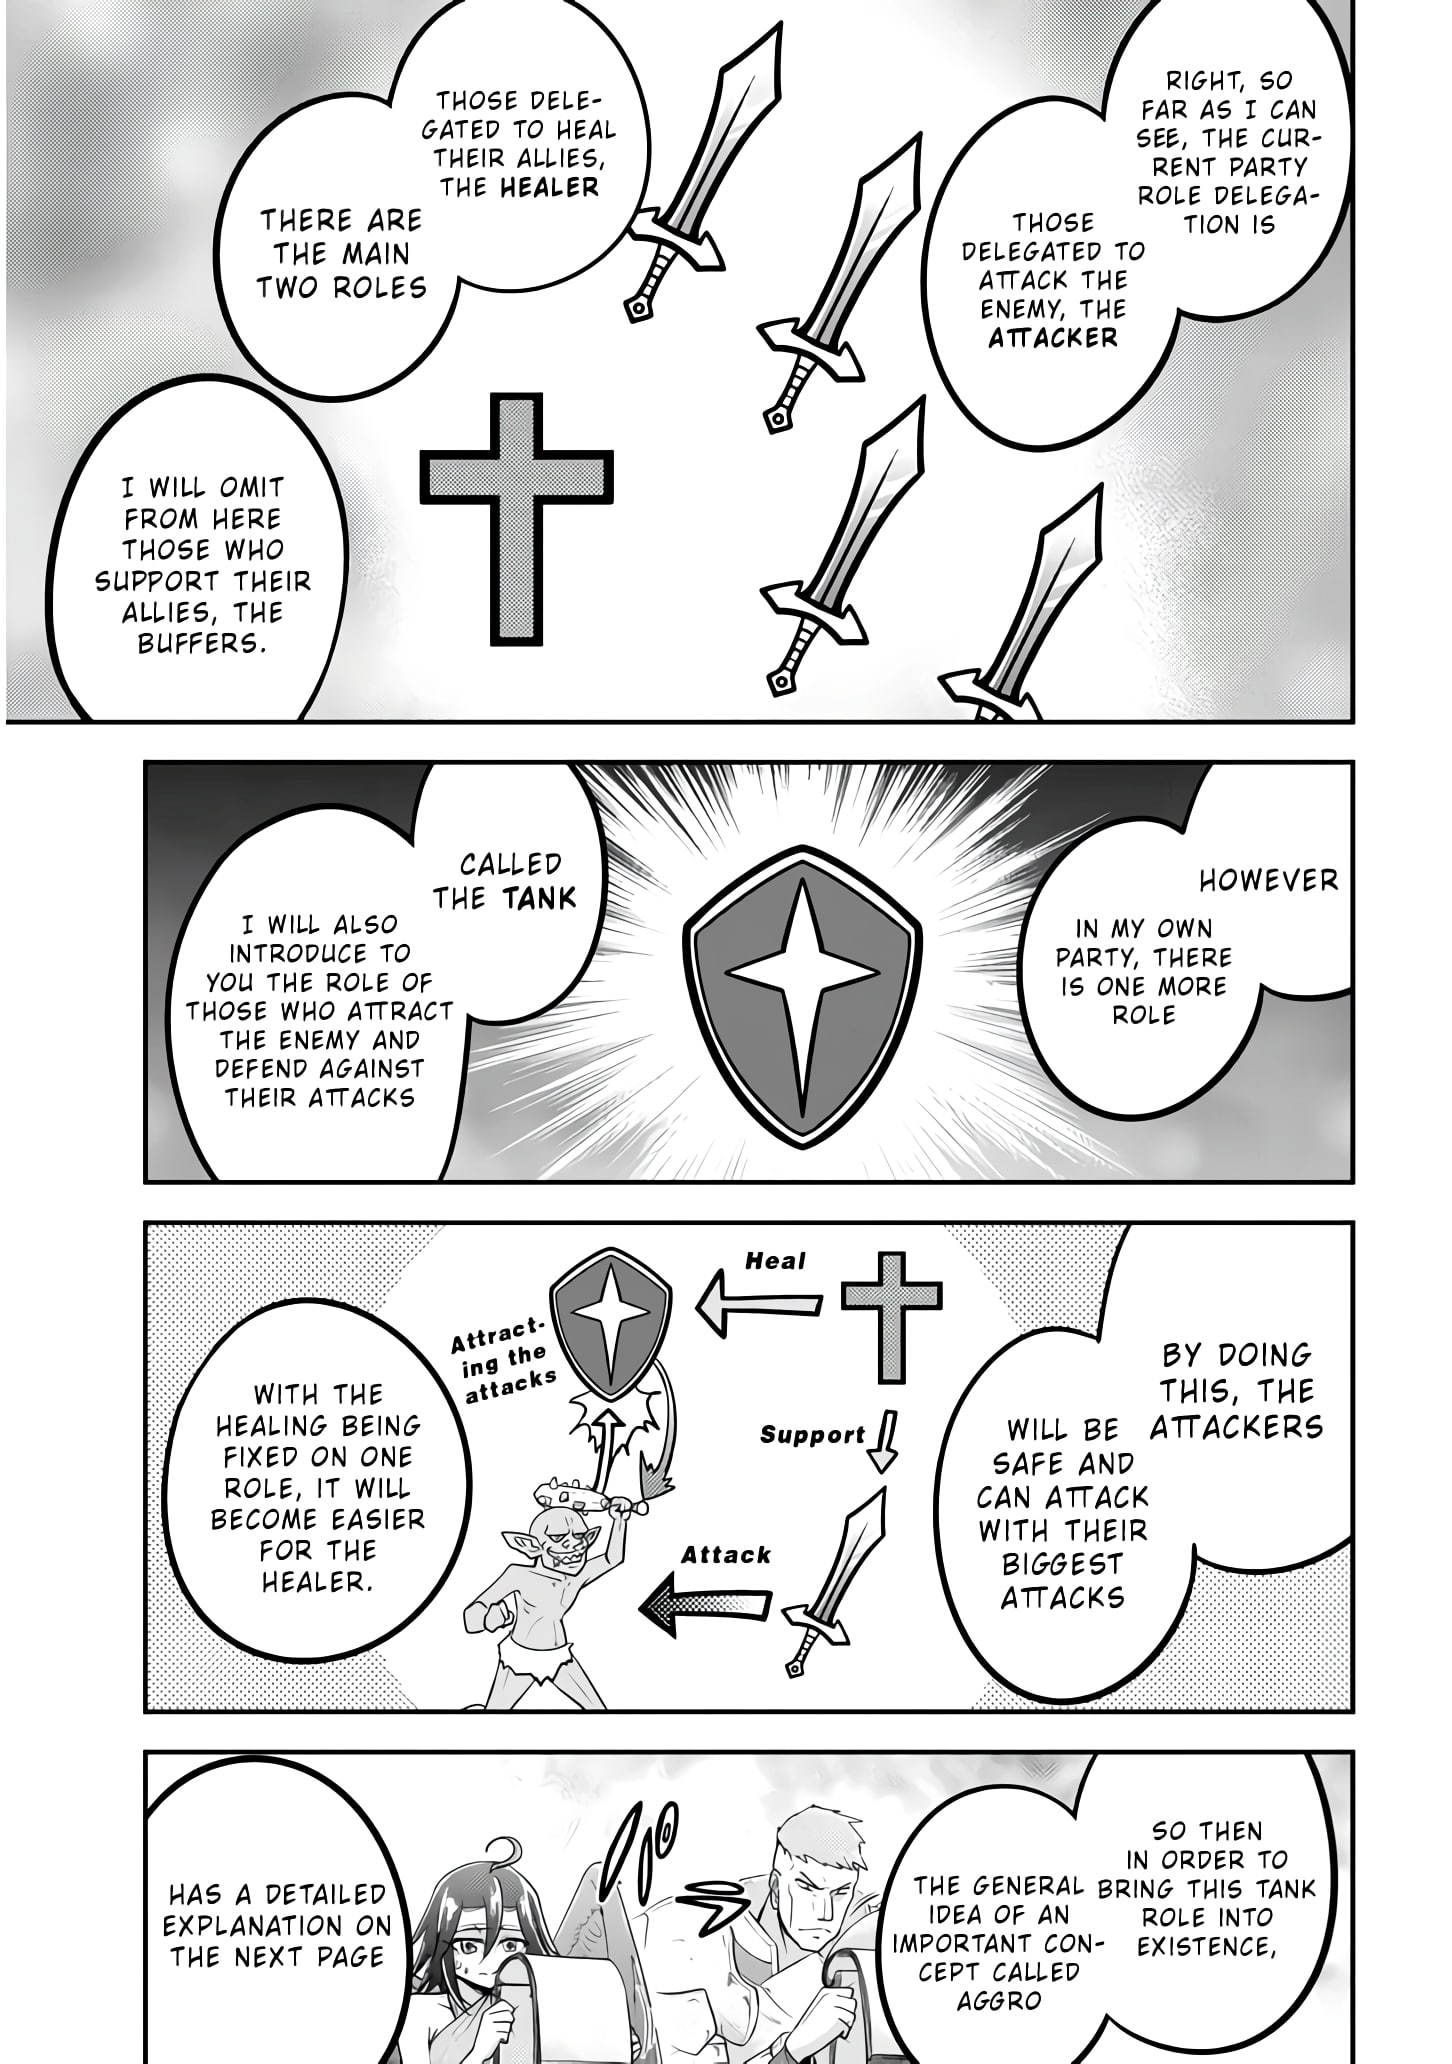 RIGHT, SO
FAR AS I CAN
SEE, THE CUR-
RENT PARTY
ROLE DELEGA-
TION IS
THOSE
DELEGATED TO
ATTACK THE
ENEMY, THE
ATTACKER
THOSE DELE-
GATED TO HEAL
THEIR ALLIES,
THE HEALER
THERE ARE
THE MAIN
TWO ROLES
I WILL OMIT
FROM HERE
THOSE WHO
SUPPORT THEIR
ALLIES, THE
BUFFERS.
HOWEVER
IN MY OWN
PARTY, THERE
IS ONE MORE
ROLE
CALLED
THE TANK
I WILL ALSO
INTRODUCE TO
YOU THE ROLE OF
THOSE WHO ATTRACT
THE ENEMY AND
DEFEND AGAINST
THEIR ATTACKS
BY DOING
THIS, THE
ATTACKERS
WILL BE
SAFE AND
CAN ATTACK
WITH THEIR
BIGGEST
ATTACKS
Heal
Support
Attack
Attract-
ing the
attacks
WITH THE
HEALING BEING
FIXED ON ONE
ROLE, IT WILL
BECOME EASIER
FOR THE
HEALER.
SO THEN
IN ORDER TO
BRING THIS TANK
ROLE INTO
EXISTENCE,
THE GENERAL
IDEA OF AN
IMPORTANT CON-
CEPT CALLED
AGGRO
HAS A DETAILED
EXPLANATION ON
THE NEXT PAGE